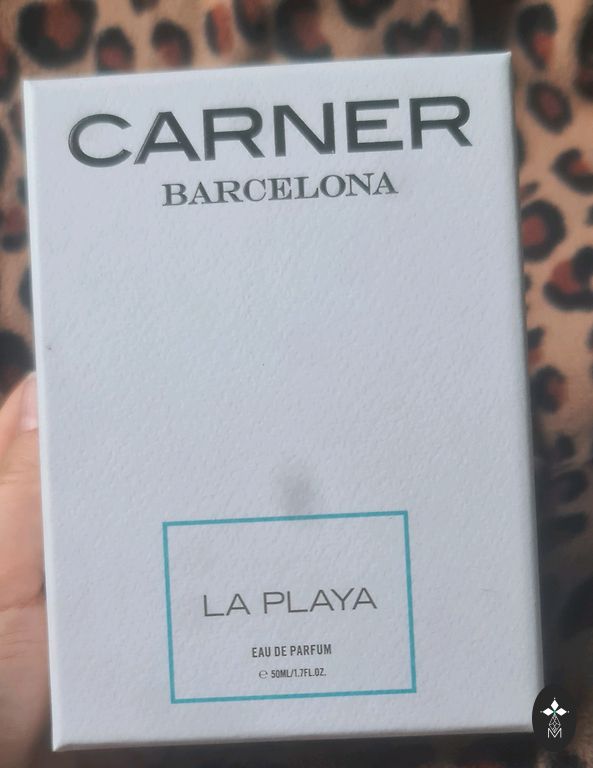 CARNER
BARCELONA
LA PLAYA
EAU DE PARFUM
℮ 50ML/1.7FL.OZ.
M